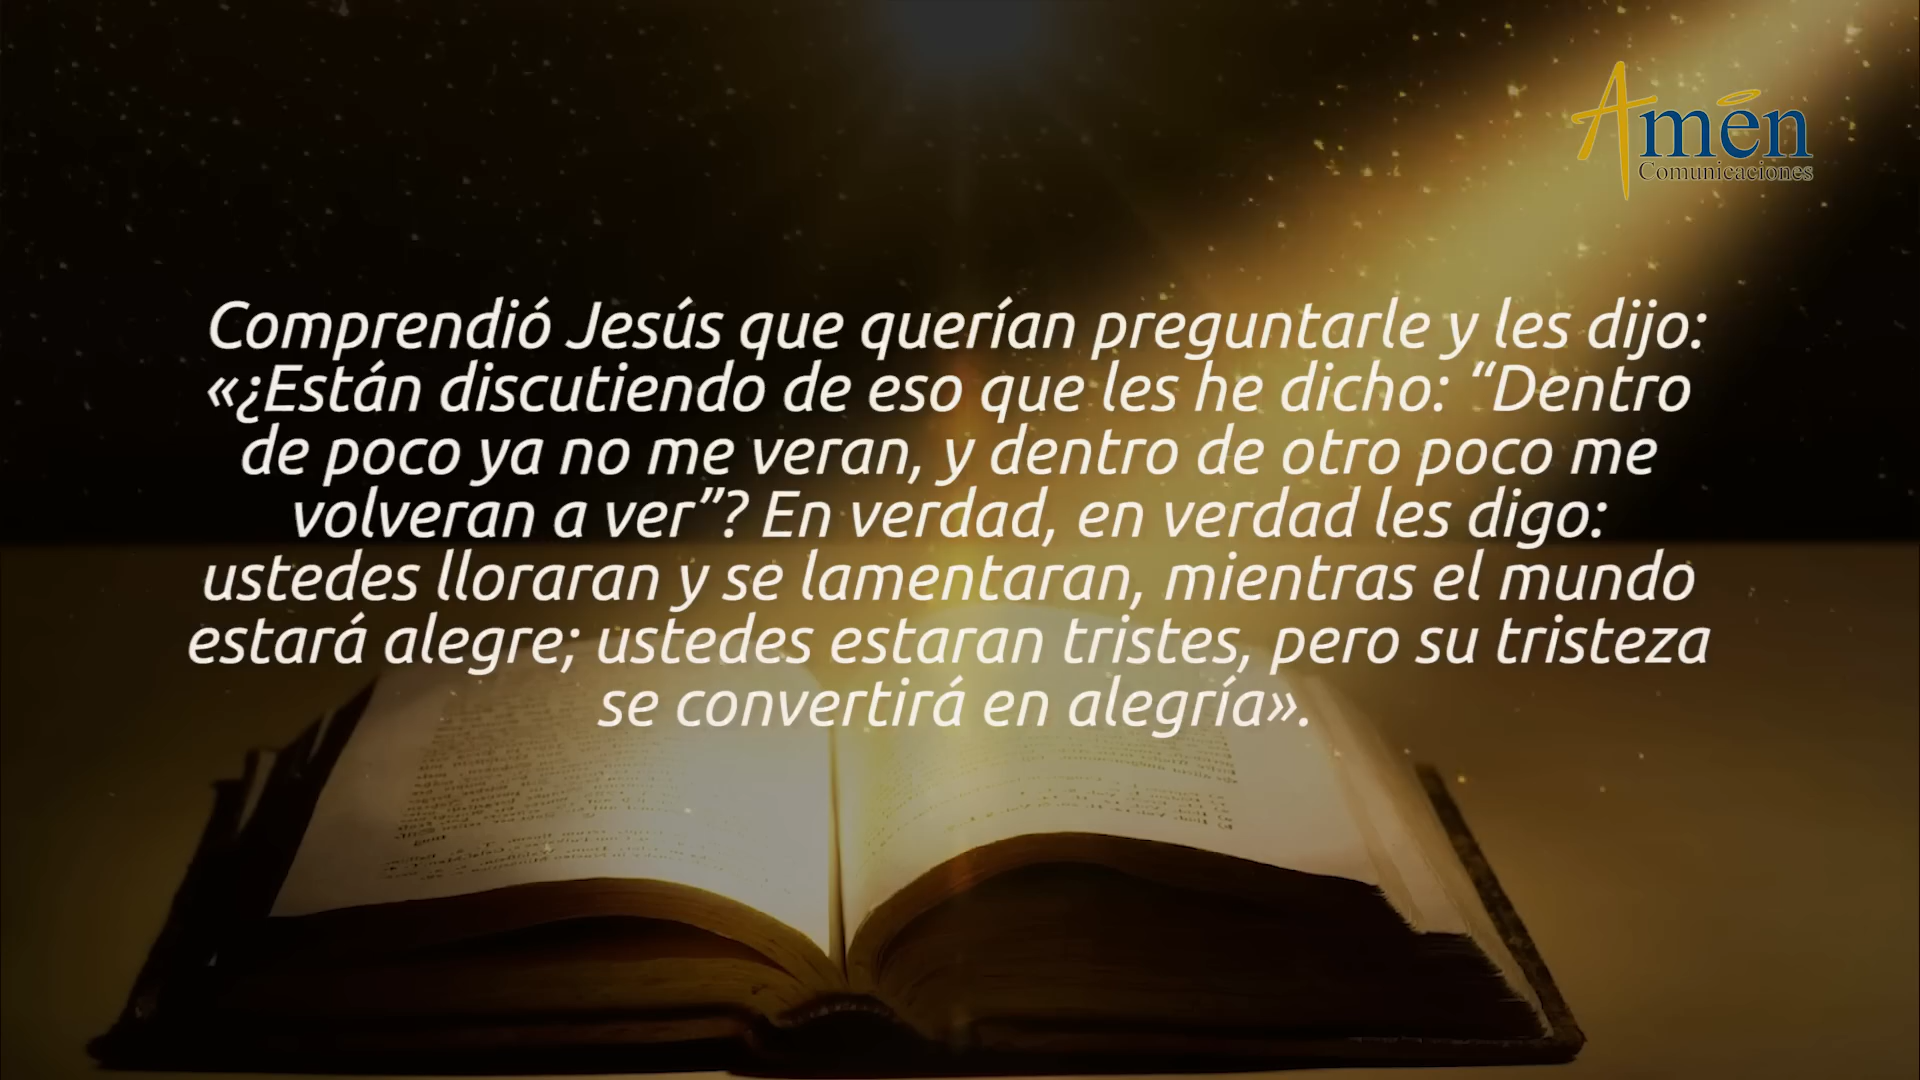 Amén
Comunicaciones
Comprendió Jesús que querían preguntarle y les dijo:
«¿Están discutiendo de eso que les he dicho: “Dentro
de poco ya no me veran, y dentro de otro poco me
volveran a ver”? En verdad, en verdad les digo:
ustedes lloraran y se lamentaran, mientras el mundo
estará alegre; ustedes estaran tristes, pero su tristeza
se convertirá en alegría».